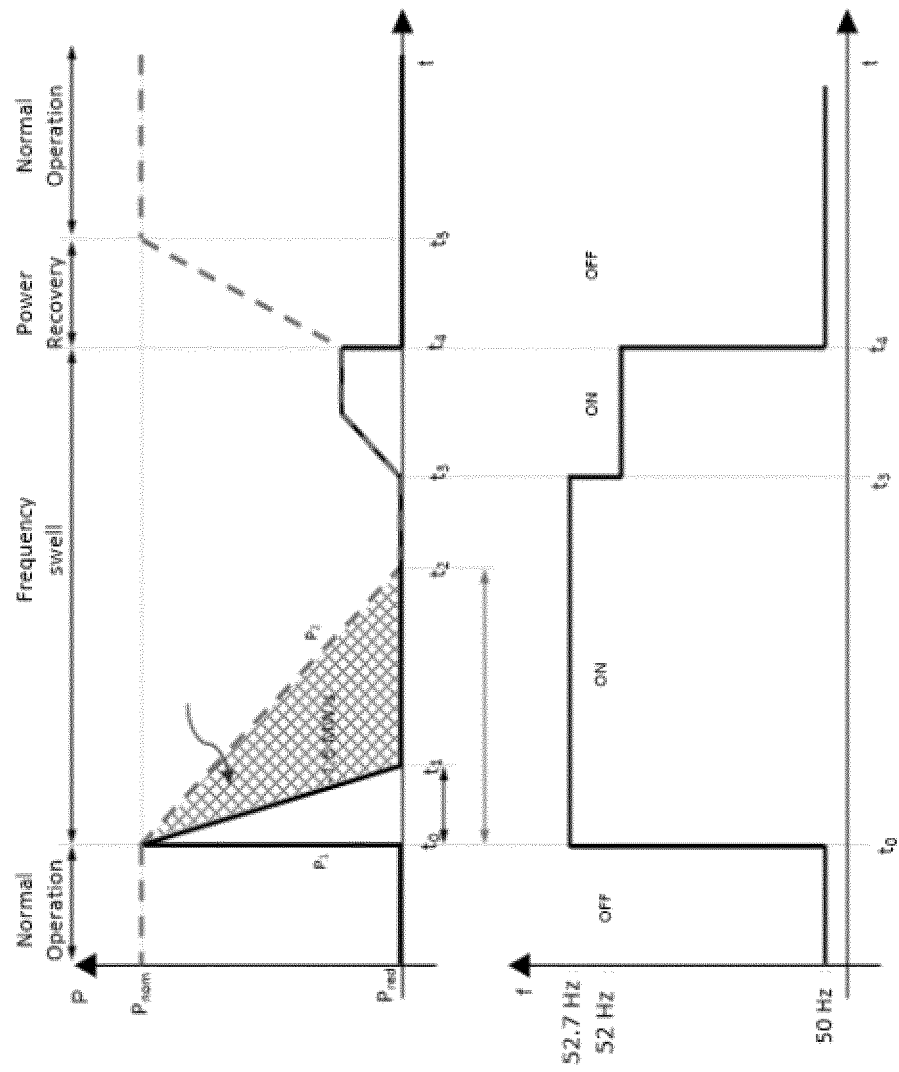 Normal
Operation
Frequency
swell
Power
Recovery
Normal
Operation
P
Pnom
P2
P1
Pred
t0 t1 t2 t3 t4 t5 t
f
52.7 Hz
52 Hz
OFF ON ON OFF
50 Hz
t0 t3 t4 t